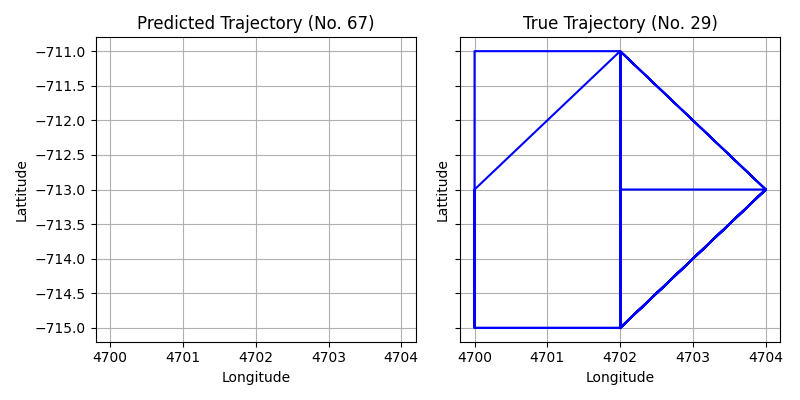 Predicted Trajectory (No. 67)
True Trajectory (No. 29)
−711.0
−711.5
−712.0
−712.5
−713.0
−713.5
−714.0
−714.5
−715.0
Lattitude
Lattitude
4700 4701 4702 4703 4704
4700 4701 4702 4703 4704
Longitude
Longitude